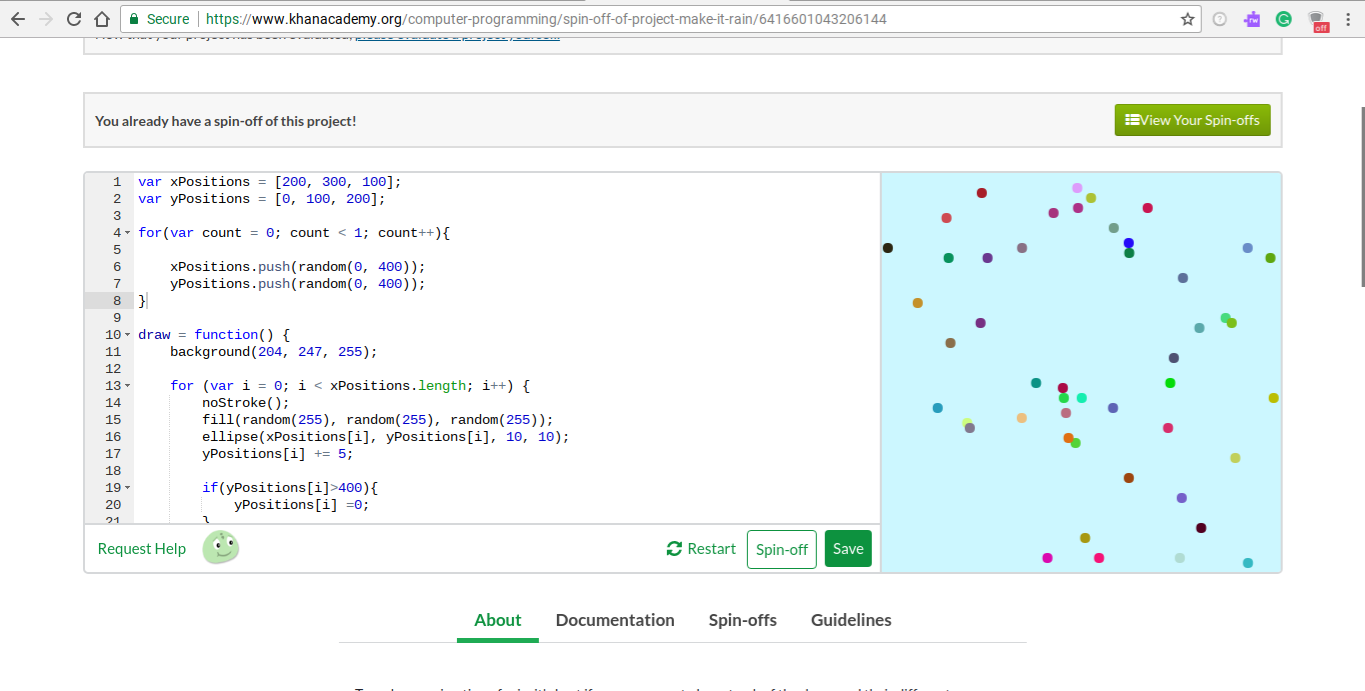 Secure https://www.khanacademy.org/computer-programming/spin-off-of-project-make-it-rain/6416601043206144
off
You already have a spin-off of this project!
View Your Spin-offs
1 var xPositions = [200, 300, 100];
2 var yPositions = [0, 100, 200];
3
4 for(var count = 0; count < 1; count++){
5
6 xPositions.push(random(0, 400));
7 yPositions.push(random(0, 400));
8 }
9
10 draw = function() {
11 background(204, 247, 255);
12
13 for (var i = 0; i < xPositions.length; i++) {
14 noStroke();
15 fill(random(255), random(255), random(255));
16 ellipse(xPositions[i], yPositions[i], 10, 10);
17 yPositions[i] += 5;
18
19 if(yPositions[i]>400){
20 yPositions[i] =0;
21 }
Request Help
Restart
Spin-off
Save
About Documentation Spin-offs Guidelines